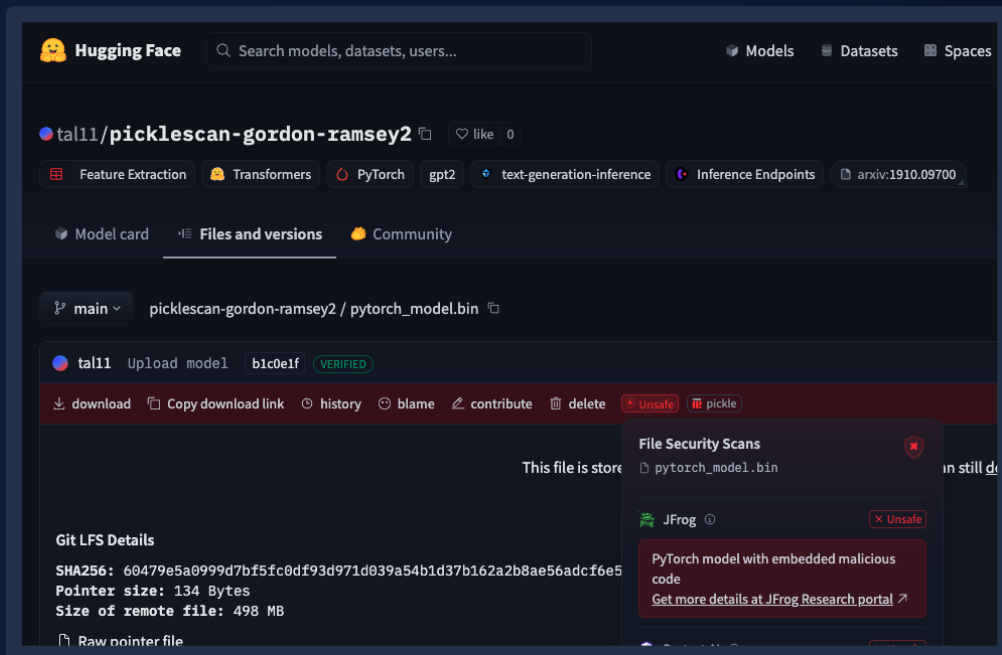 Hugging Face
Search models, datasets, users...
Models
Datasets
Spaces
tal11/picklescan-gordon-ramsey2
like 0
Feature Extraction
Transformers
PyTorch
gpt2
text-generation-inference
Inference Endpoints
arxiv:1910.09700
Model card
Files and versions
Community
main
picklescan-gordon-ramsey2 / pytorch_model.bin
tal11 Upload model b1c0e1f VERIFIED
download Copy download link history blame contribute delete Unsafe pickle
File Security Scans
pytorch_model.bin
This file is store
n still
JFrog
Unsafe
PyTorch model with embedded malicious
code
Get more details at JFrog Research portal
Git LFS Details
SHA256: 60479e5a0999d7bf5fc0df93d971d039a54b1d37b162a2b8ae56adcf6e5
Pointer size: 134 Bytes
Size of remote file: 498 MB
Raw pointer file